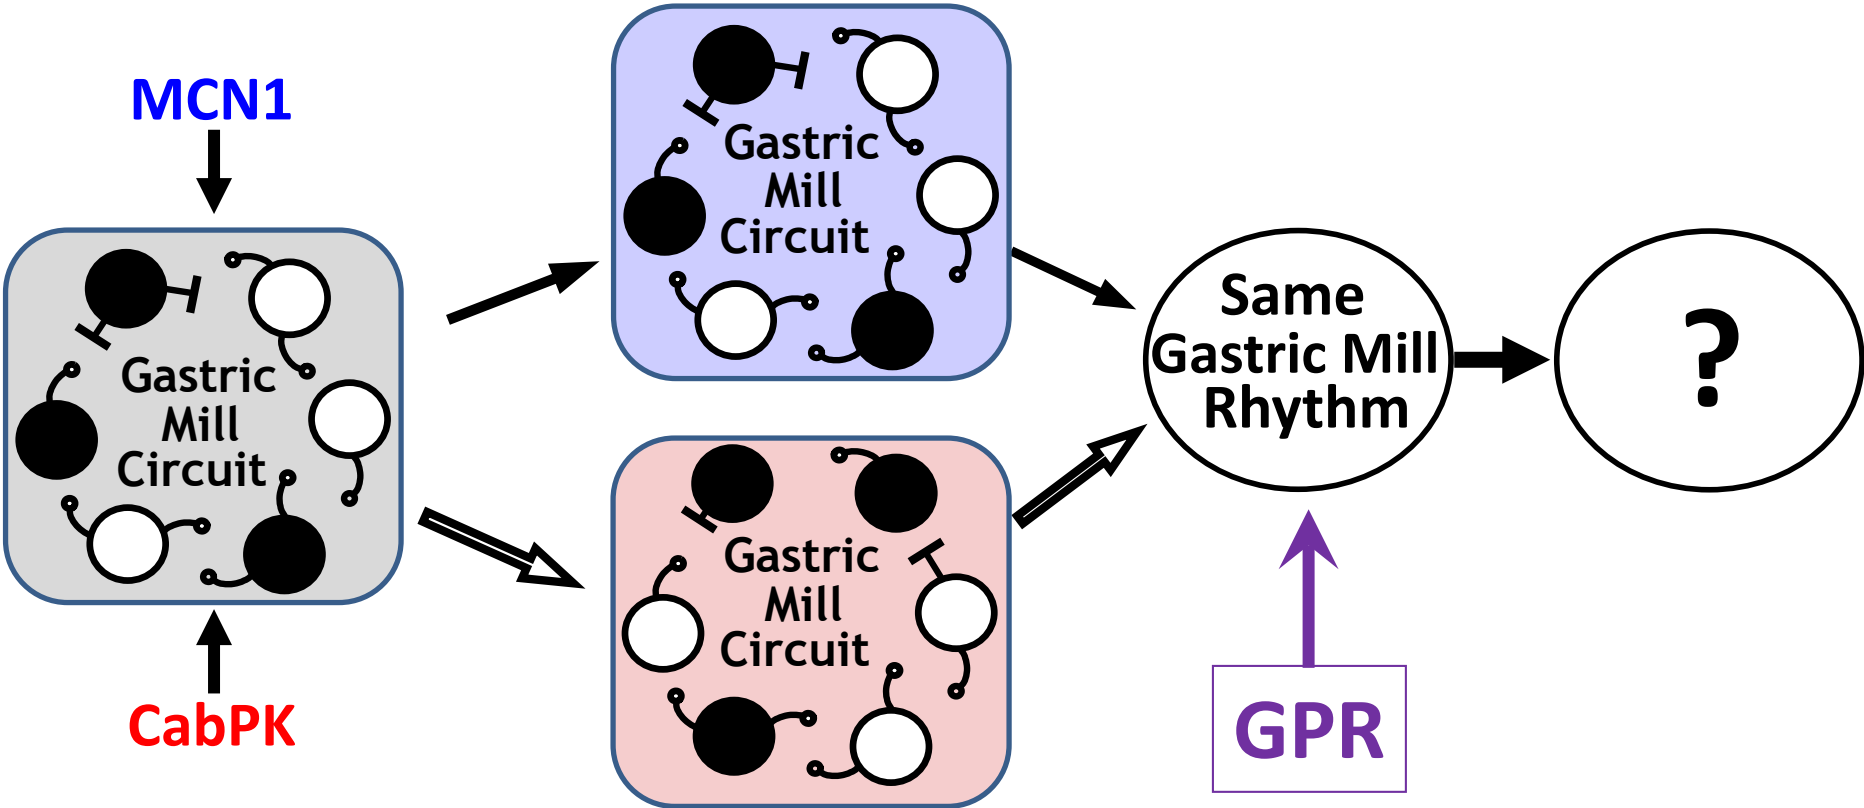 MCN1
Gastric
Mill
Circuit
CabPK
Gastric
Mill
Circuit
Gastric
Mill
Circuit
Same
Gastric Mill
Rhythm
GPR
?